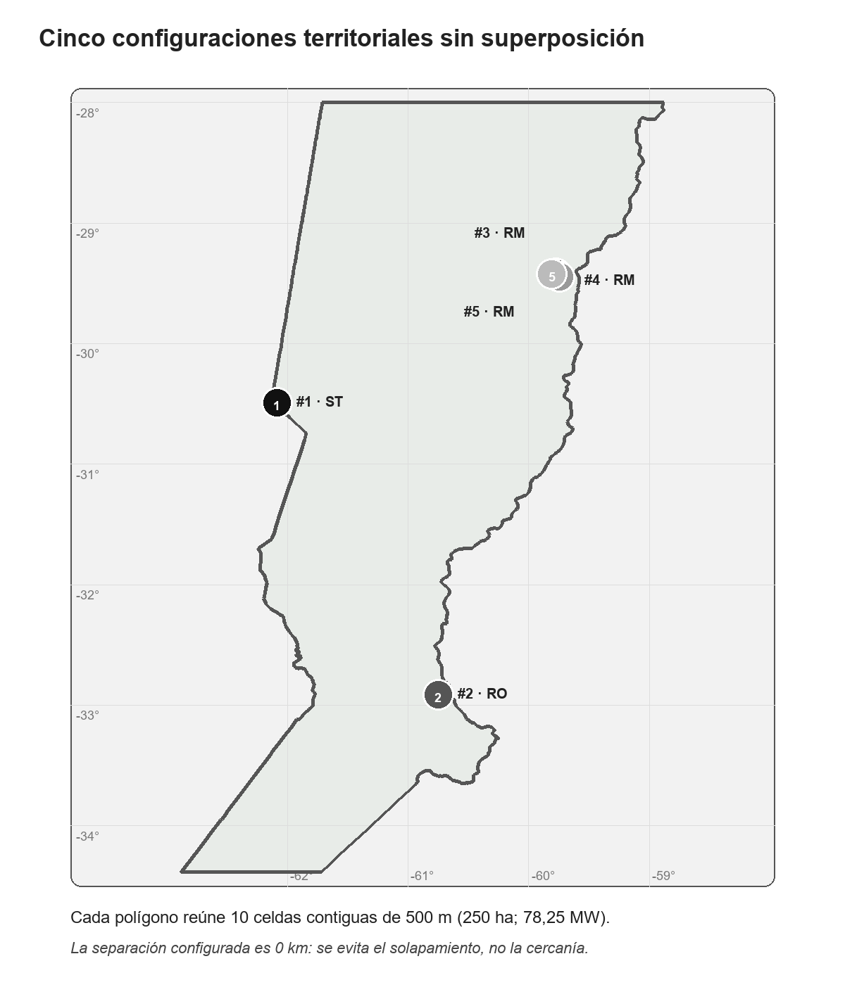 Cinco configuraciones territoriales sin superposición
-28°
-29°
#3 · RM
5
#4 · RM
#5 · RM
-30°
1
#1 · ST
-31°
-32°
2
#2 · RO
-33°
-34°
-62°
-61°
-60°
-59°
Cada polígono reúne 10 celdas contiguas de 500 m (250 ha; 78,25 MW).
La separación configurada es 0 km: se evita el solapamiento, no la cercanía.